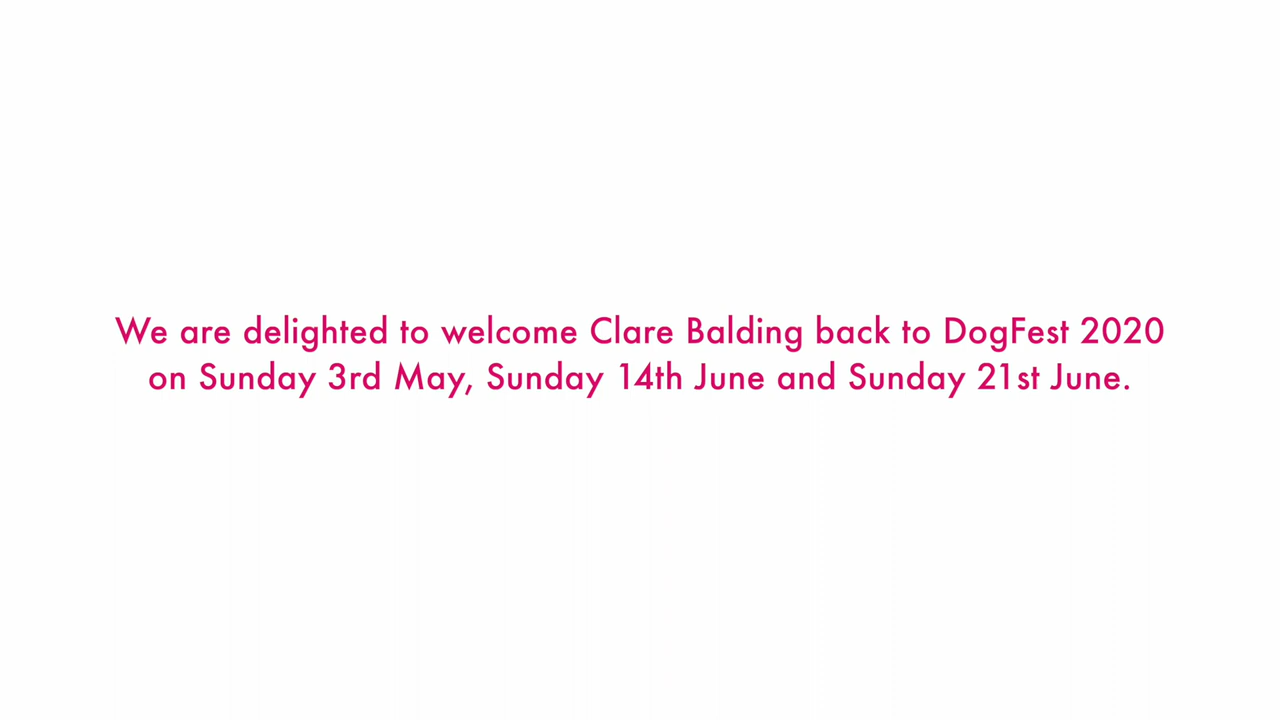 We are delighted to welcome Clare Balding back to DogFest 2020
on Sunday 3rd May, Sunday 14th June and Sunday 21st June.